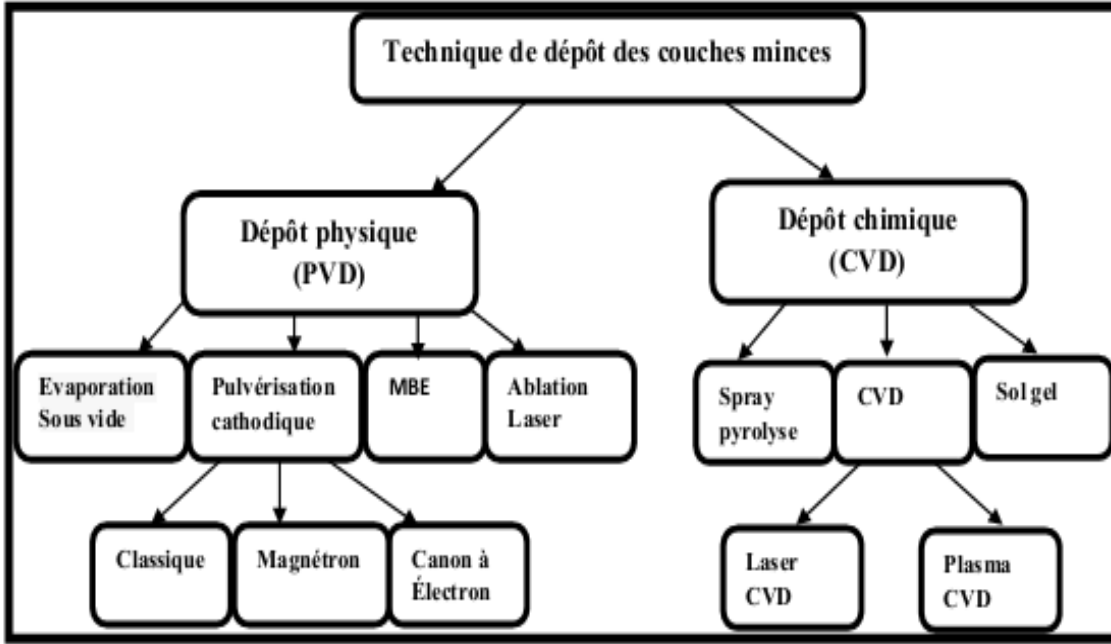 Technique de dépôt des couches minces
Dépôt physique
(PVD)
Dépôt chimique
(CVD)
Evaporation
Sous vide
Pulvérisation
cathodique
MBE
Ablation
Laser
Spray
pyrolyse
CVD
Sol gel
Classique
Magnétron
Canon à
Électron
Laser
CVD
Plasma
CVD